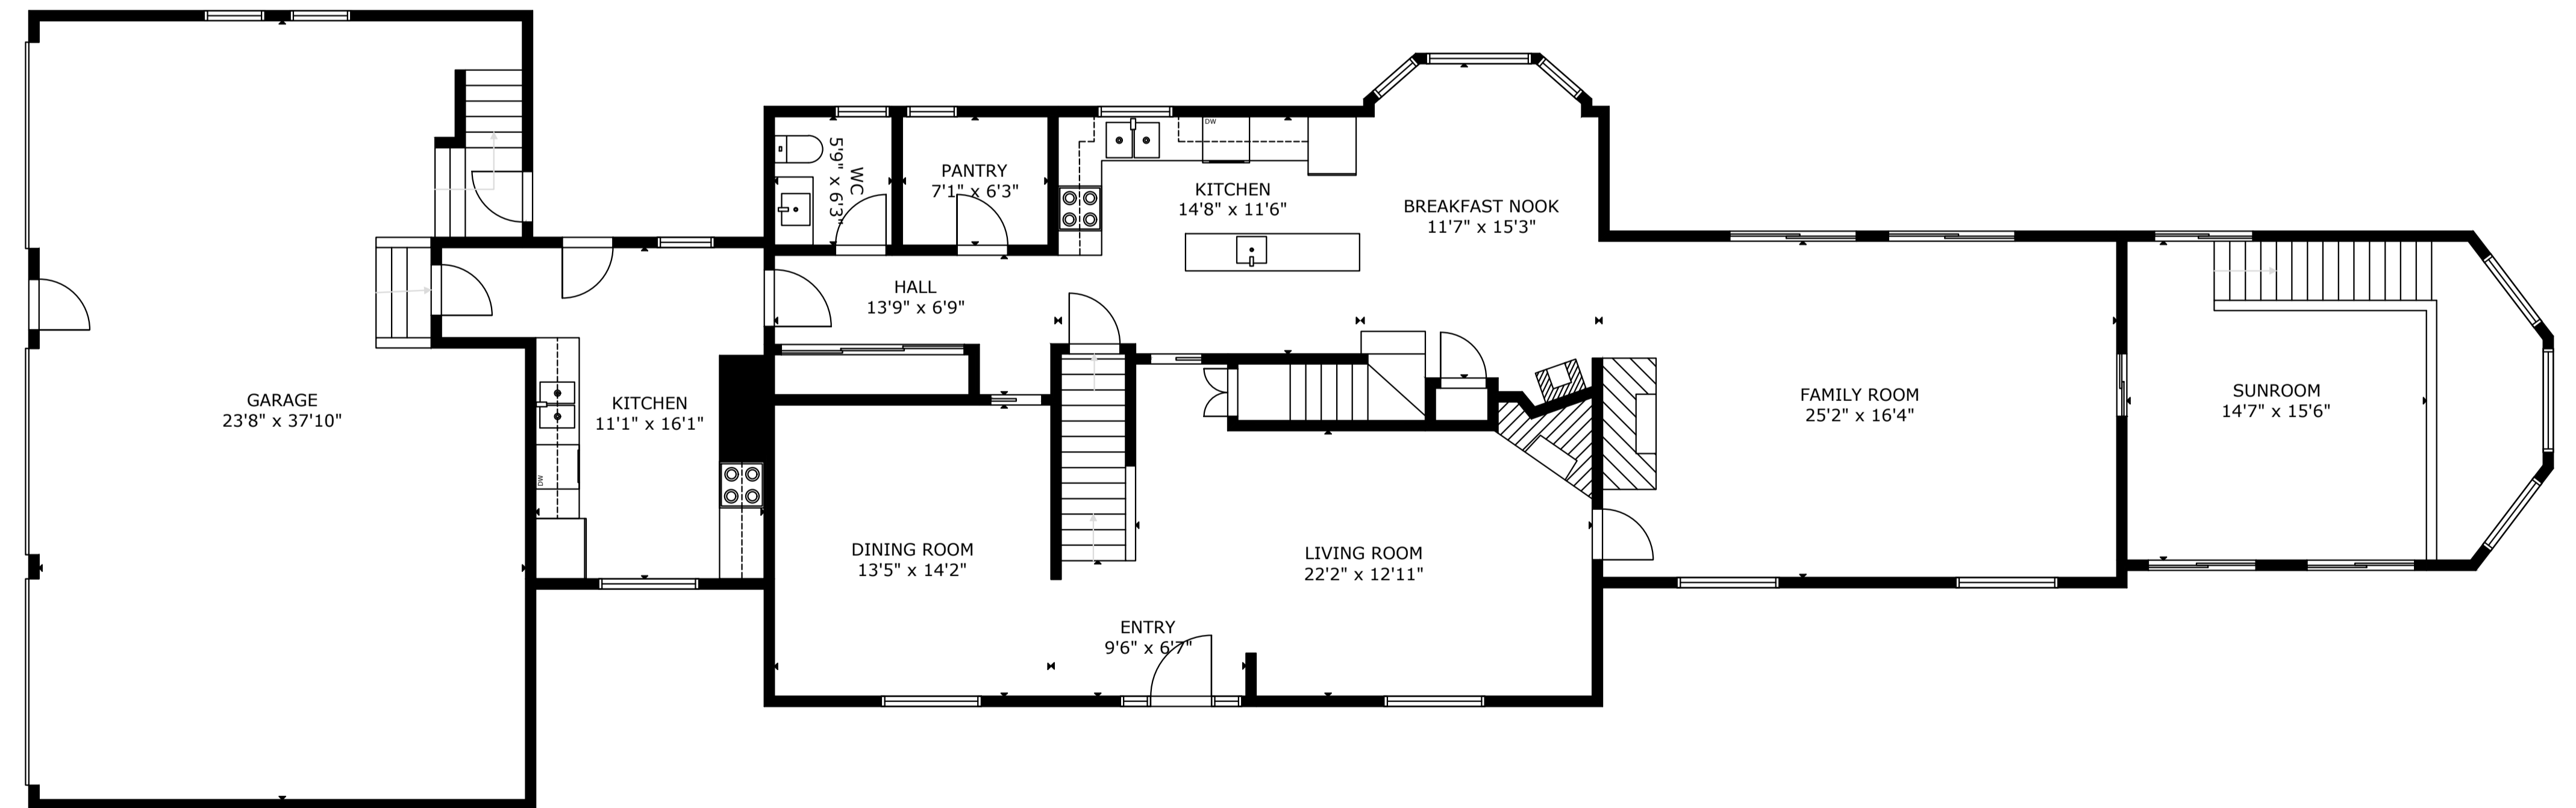 GARAGE
23'8" x 37'10"
KITCHEN
11'1" x 16'1"
DW
WC
5'9" x 6'3"
PANTRY
7'1" x 6'3"
HALL
13'9" x 6'9"
DW
KITCHEN
14'8" x 11'6"
BREAKFAST NOOK
11'7" x 15'3"
DINING ROOM
13'5" x 14'2"
ENTRY
9'6" x 6'7"
LIVING ROOM
22'2" x 12'11"
FAMILY ROOM
25'2" x 16'4"
SUNROOM
14'7" x 15'6"